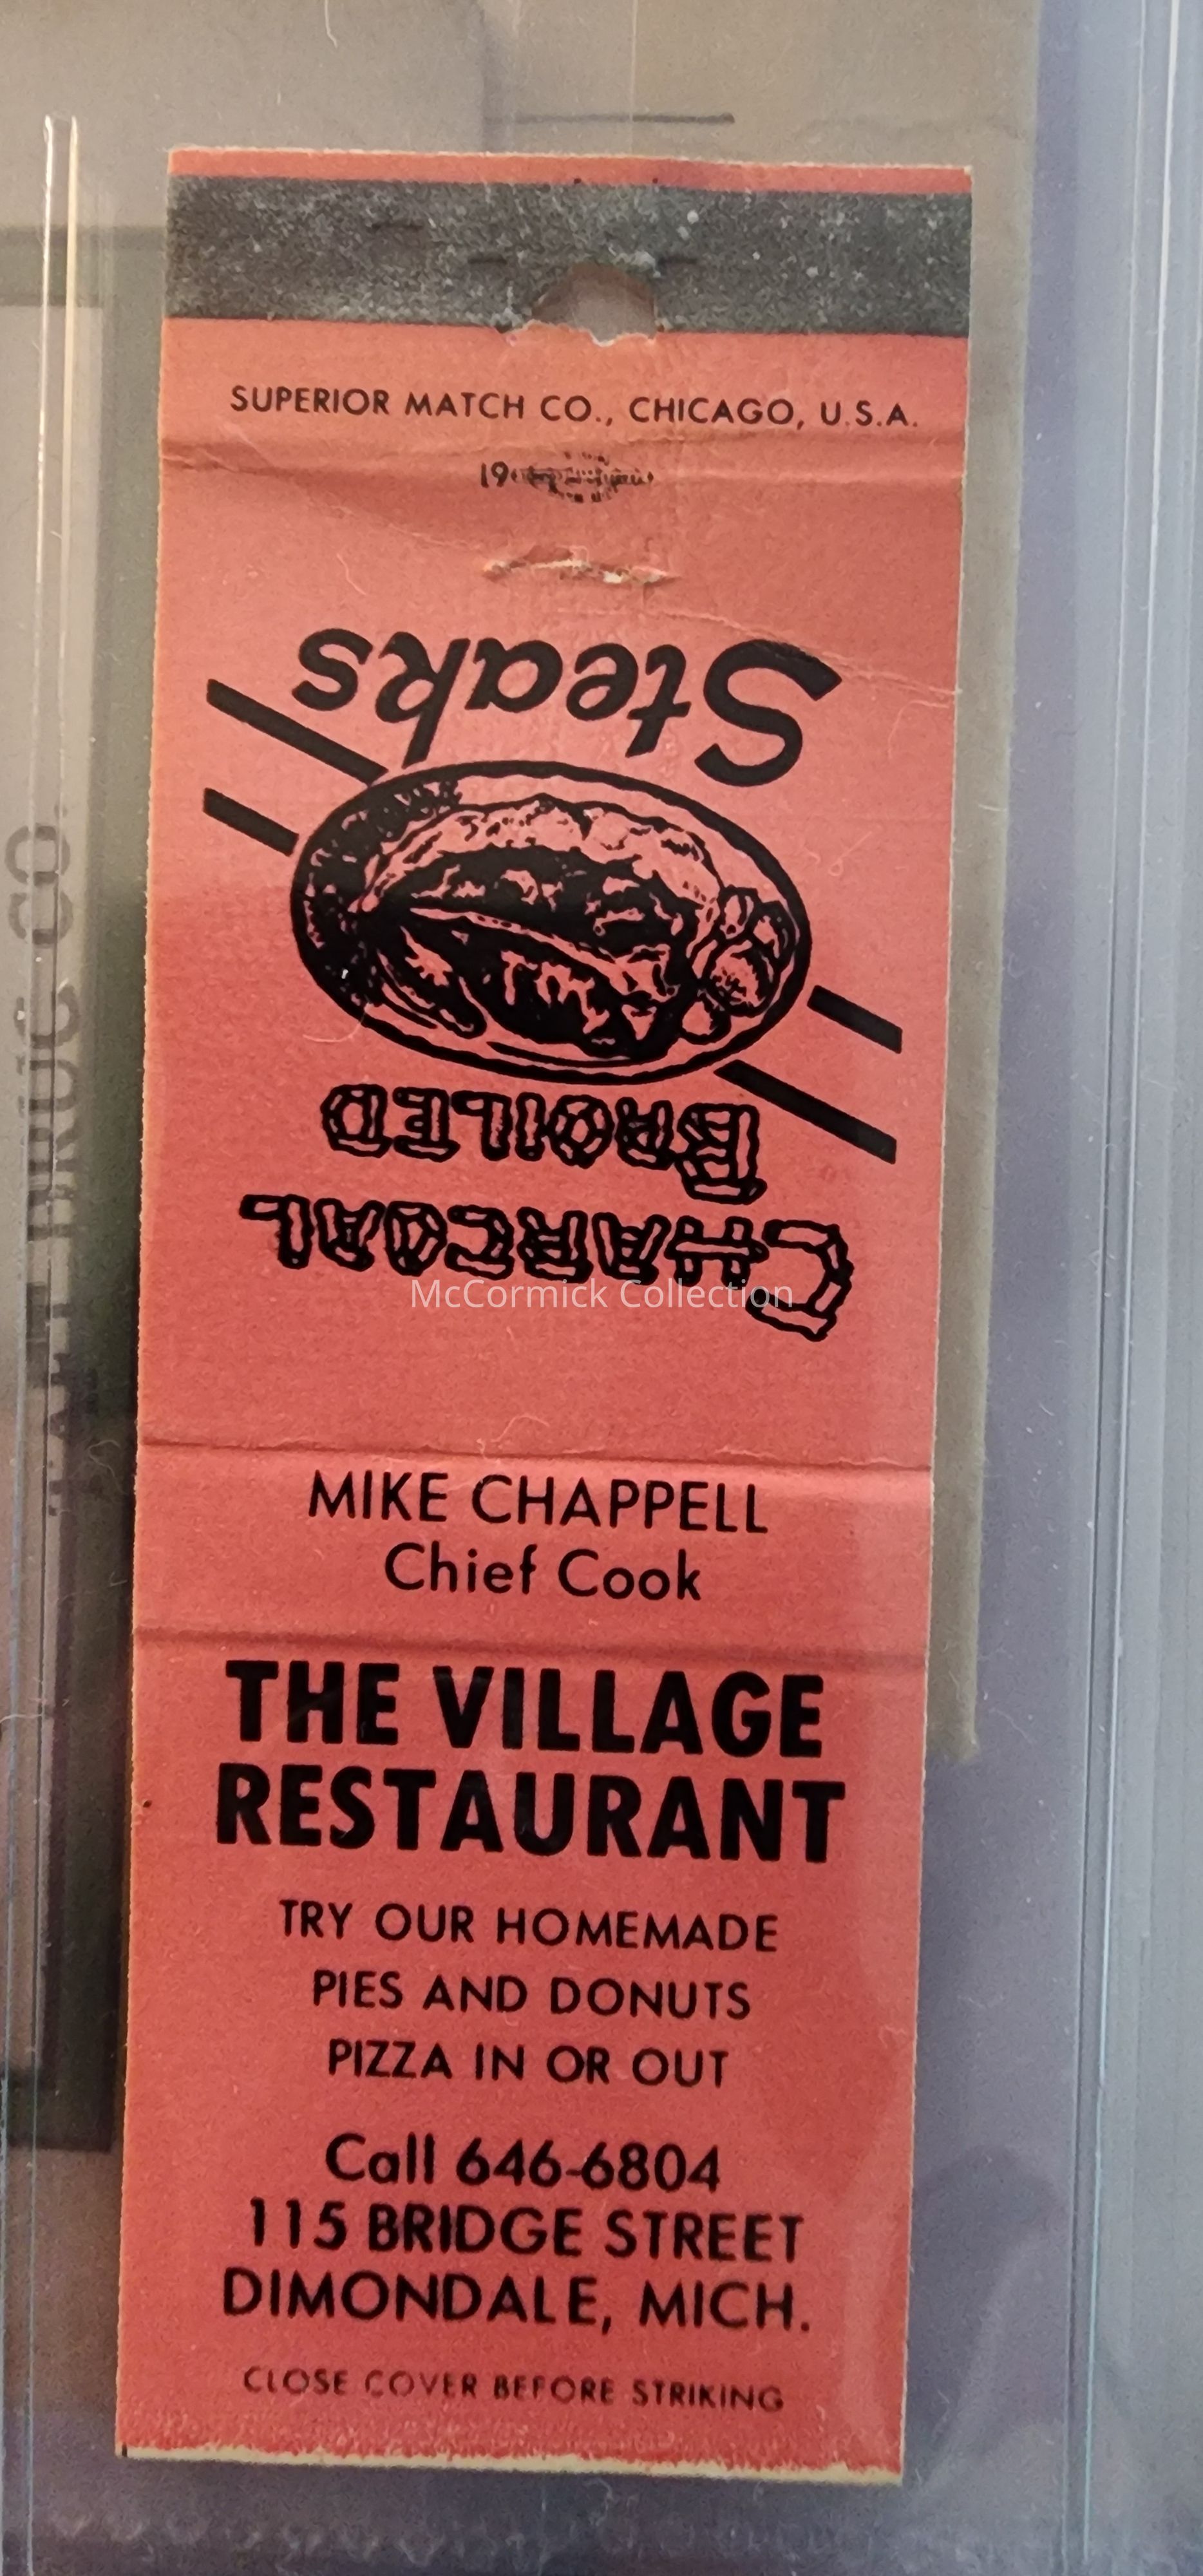 SUPERIOR MATCH CO., CHICAGO, U.S.A.
Steaks
BROILED
CHARCOAL
McCormick Collection
MIKE CHAPPELL
Chief Cook
THE VILLAGE
RESTAURANT
TRY OUR HOMEMADE
PIES AND DONUTS
PIZZA IN OR OUT
Call 646-6804
115 BRIDGE STREET
DIMONDALE, MICH.
CLOSE COVER BEFORE STRIKING